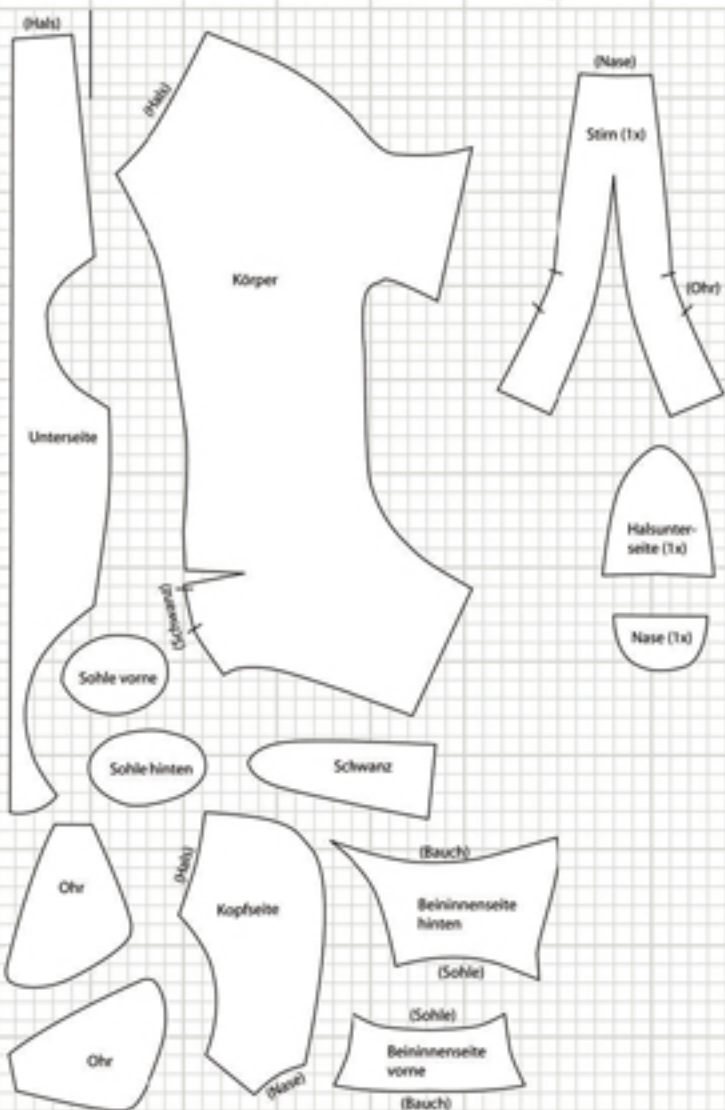 (Hals)
(Hals)
(Nase)
Stirn (1x)
Körper
(Ohr)
Unterseite
Halsunter-
seite (1x)
(Schwanz)
Nase (1x)
Sohle vorne
Sohle hinten
Schwanz
Ohr
(Hals)
Kopfseite
(Bauch)
Beininnenseite
hinten
(Sohle)
Ohr
(Nase)
(Sohle)
Beininnenseite
vorne
(Bauch)